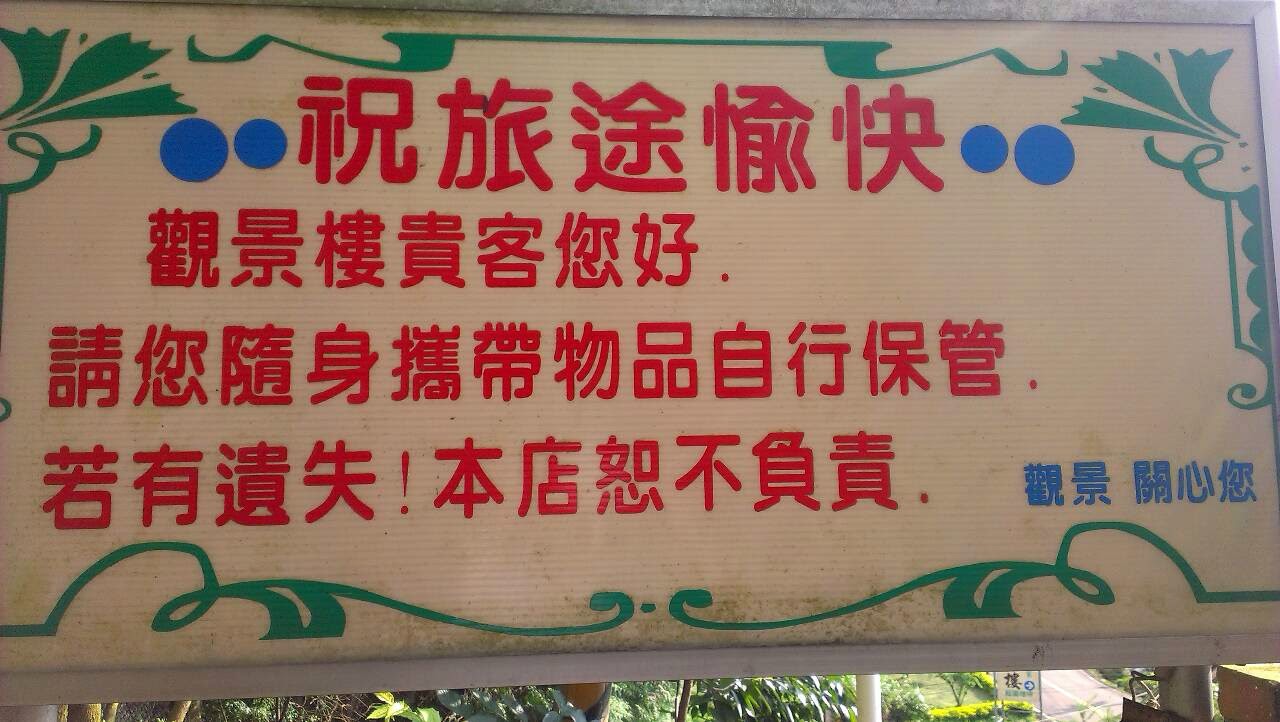 祝旅途愉快
觀景樓貴客您好.
請您隨身攜帶物品自行保管.
若有遺失!本店恕不負責.
觀景 關心您
樓